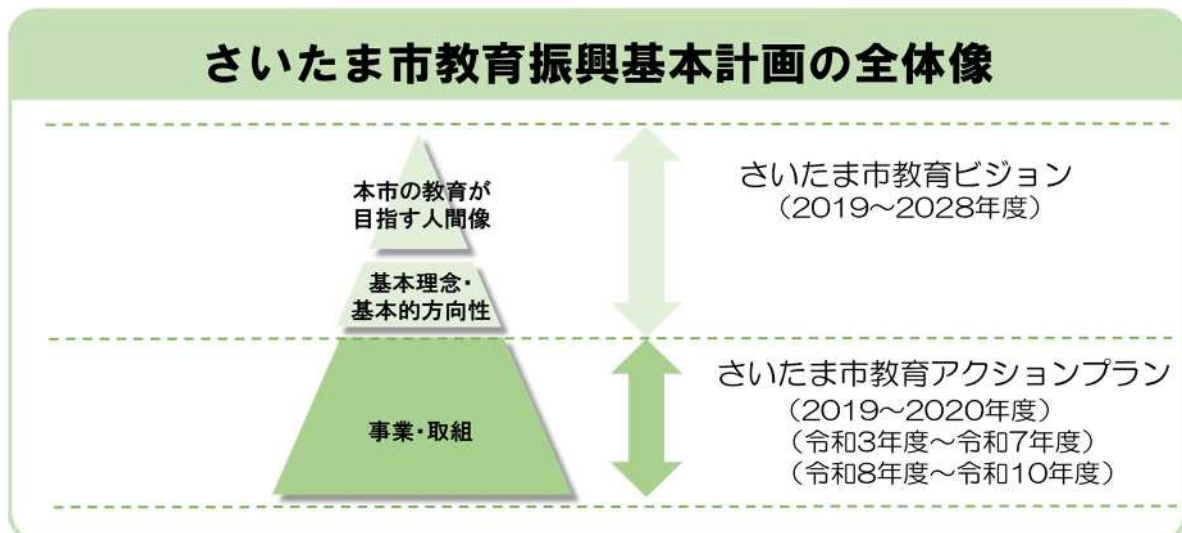 さいたま市教育振興基本計画の全体像
本市の教育が
目指す人間像
基本理念・
基本的方向性
事業・取組
さいたま市教育ビジョン
（2019～2028年度）
さいたま市教育アクションプラン
（2019～2020年度）
（令和3年度～令和7年度）
（令和8年度～令和10年度）